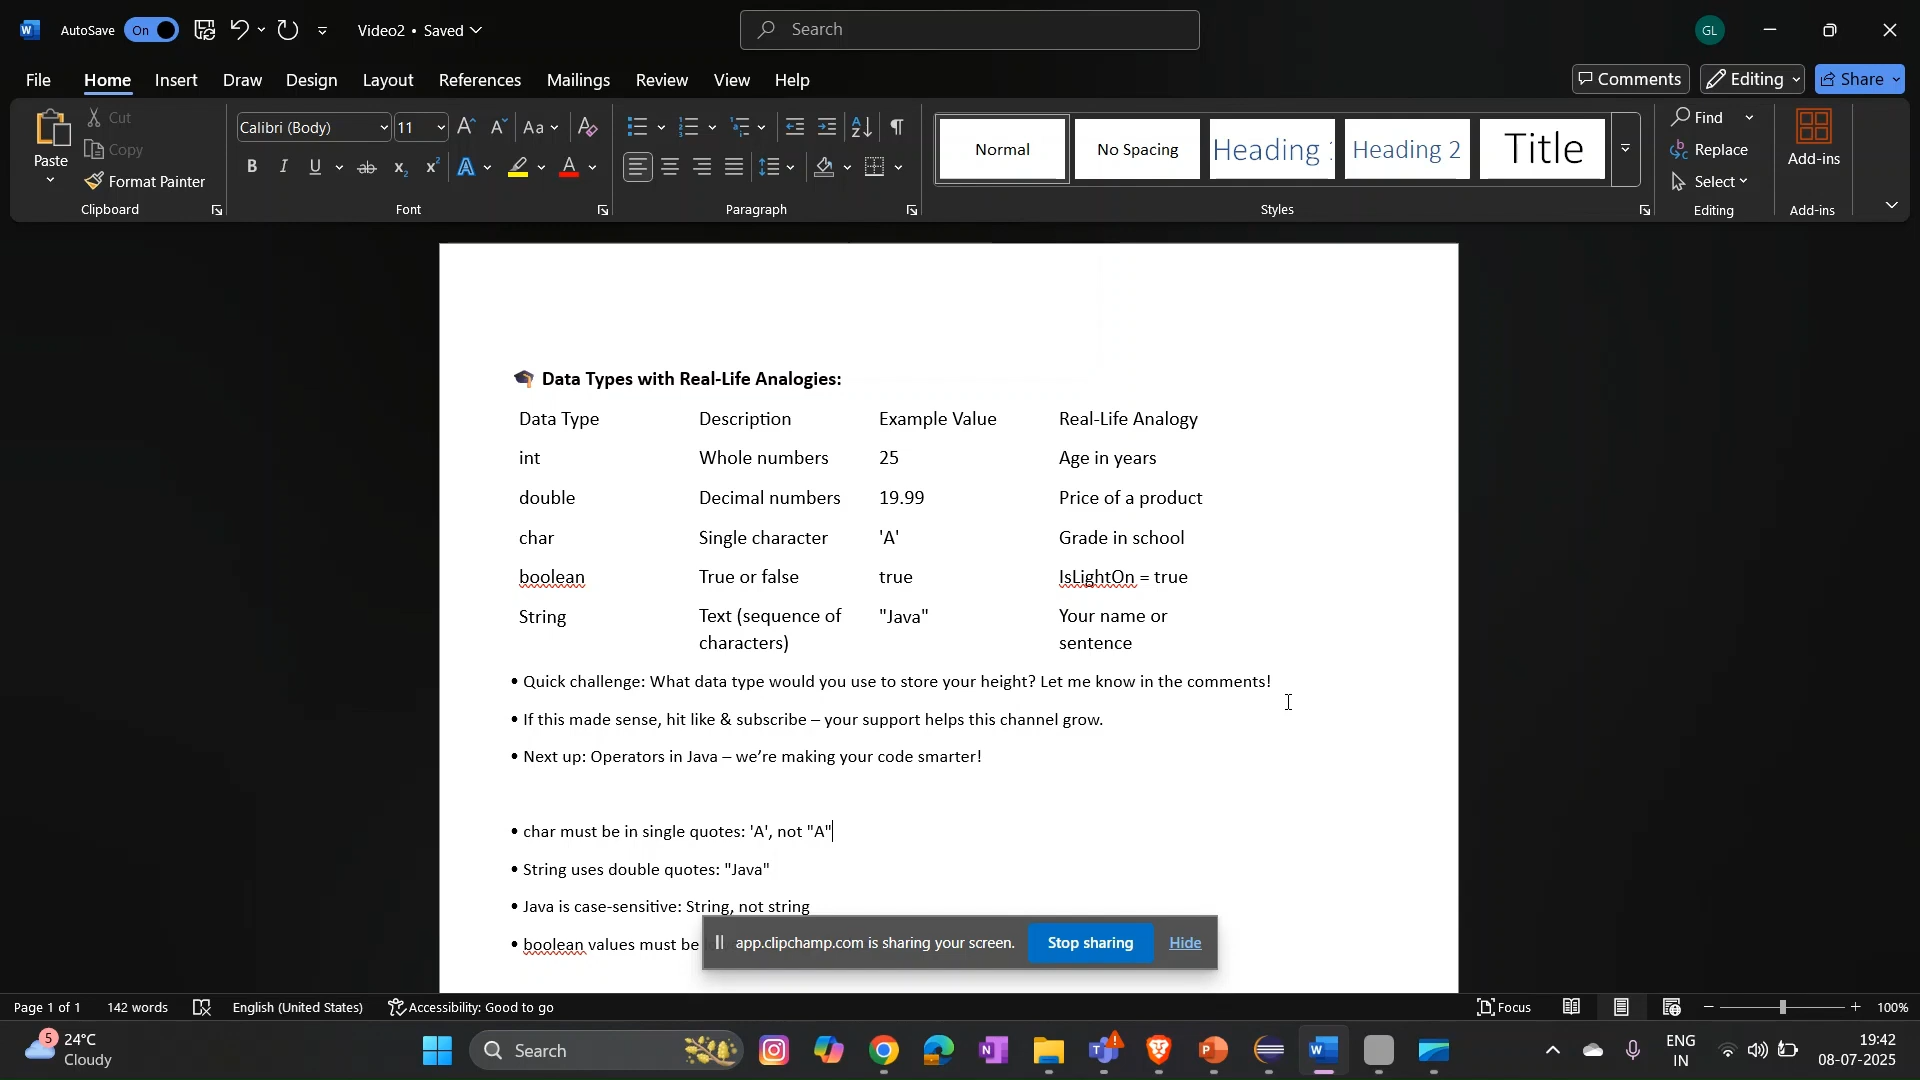 AutoSave On Video2 • Saved Search GL
File Home Insert Draw Design Layout References Mailings Review View Help Comments Editing Share
Paste Cut Copy Format Painter Clipboard
Calibri (Body) 11 Aa
B I U ab x₂ x² A A
Font
Paragraph
Normal No Spacing Heading 1 Heading 2 Title
Styles
Find Replace Select Editing
Add-ins
Add-ins
Data Types with Real-Life Analogies:
Data Type Description Example Value Real-Life Analogy
int Whole numbers 25 Age in years
double Decimal numbers 19.99 Price of a product
char Single character 'A' Grade in school
boolean True or false true IsLightOn = true
String Text (sequence of characters) "Java" Your name or sentence
• Quick challenge: What data type would you use to store your height? Let me know in the comments!
• If this made sense, hit like & subscribe – your support helps this channel grow.
• Next up: Operators in Java – we’re making your code smarter!
• char must be in single quotes: 'A', not "A"
• String uses double quotes: "Java"
• Java is case-sensitive: String, not string
• boolean values must be
app.clipchamp.com is sharing your screen. Stop sharing Hide
Page 1 of 1 142 words English (United States) Accessibility: Good to go Focus 100%
5 24°C Cloudy Search ENG IN 19:42 08-07-2025